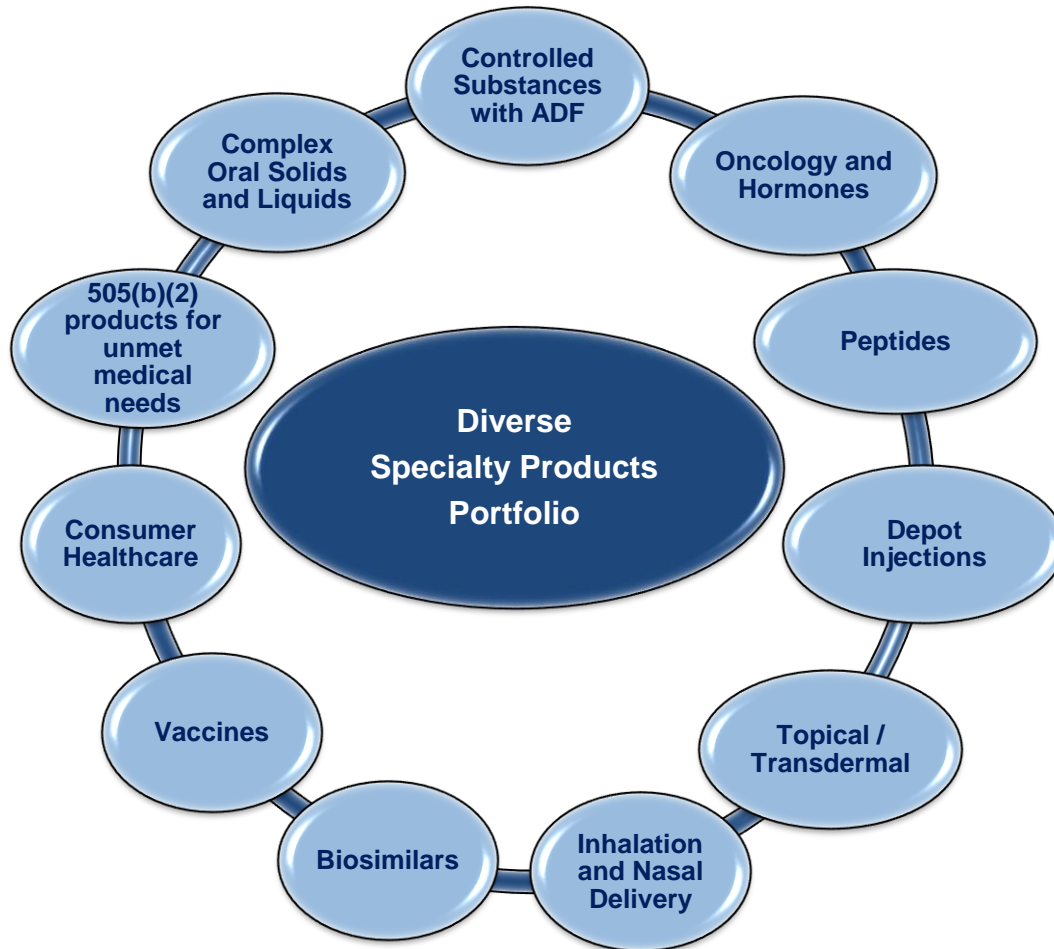 Controlled
Substances
with ADF
Oncology and
Hormones
Peptides
Depot
Injections
Topical /
Transdermal
Inhalation
and Nasal
Delivery
Biosimilars
Vaccines
Consumer
Healthcare
505(b)(2)
products for
unmet
medical
needs
Complex
Oral Solids
and Liquids
Diverse
Specialty Products
Portfolio